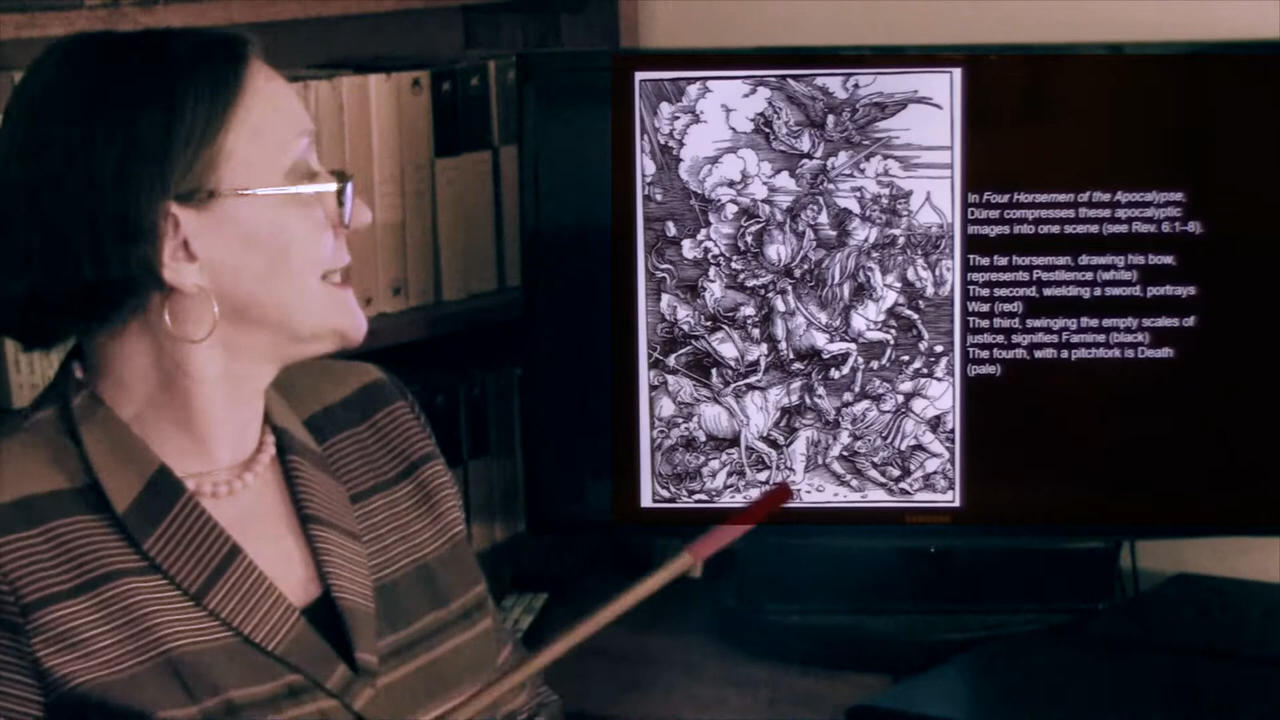 In Four Horsemen of the Apocalypse,
Dürer compresses these apocalyptic
images into one scene (see Rev. 6:1–8).
The far horseman, drawing his bow,
represents Pestilence (white)
The second, wielding a sword, portrays
War (red)
The third, swinging the empty scales of
justice, signifies Famine (black)
The fourth, with a pitchfork is Death
(pale)
SAMSUNG